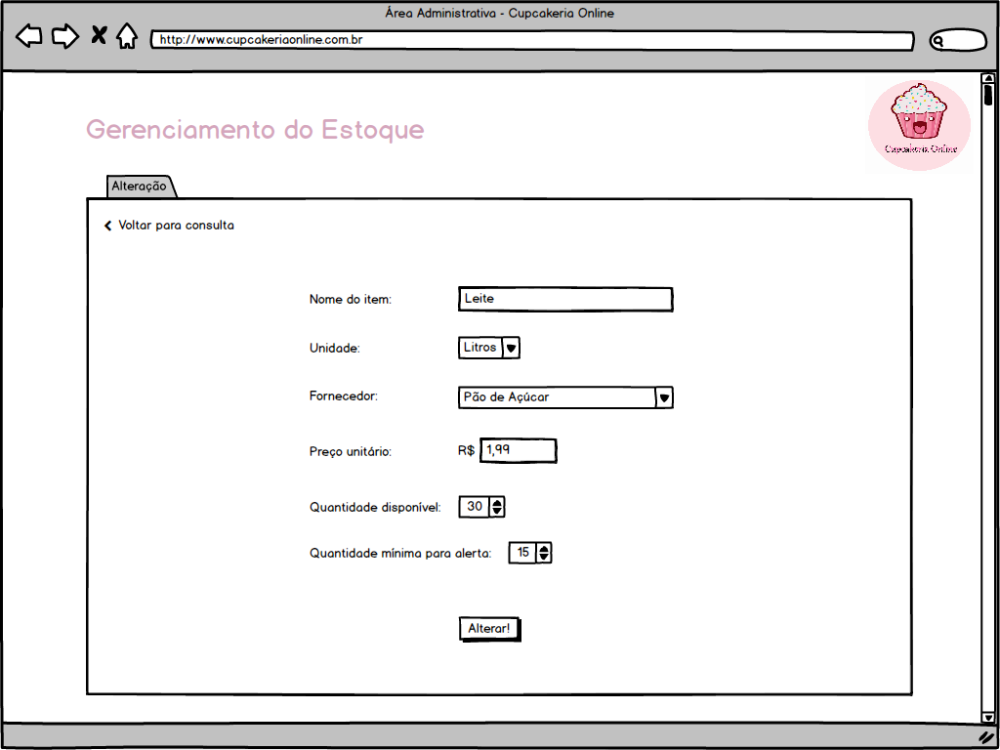 Área Administrativa - Cupcakeria Online
http://www.cupcakeriaonline.com.br
Gerenciamento do Estoque
Cupcakeria Online
Alteração
Voltar para consulta
Nome do item: Leite
Unidade: Litros
Fornecedor: Pão de Açúcar
Preço unitário: R$ 1,99
Quantidade disponível: 30
Quantidade mínima para alerta: 15
Alterar!